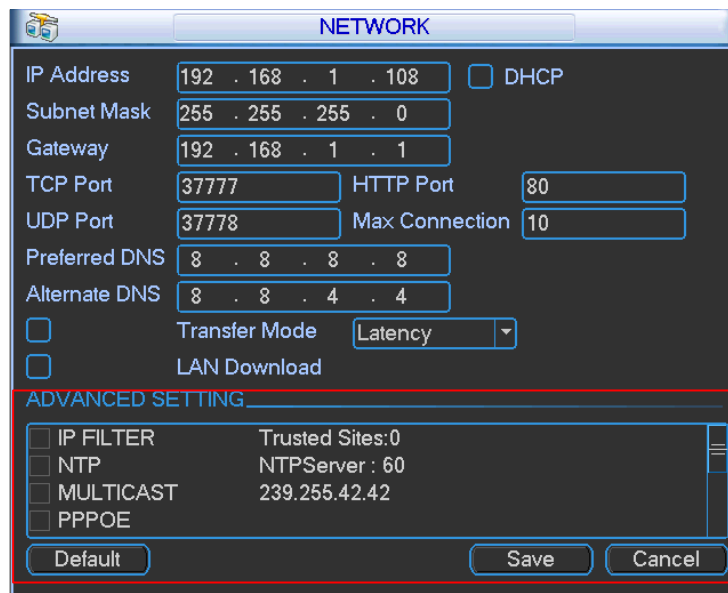 NETWORK
IP Address 192 . 168 . 1 . 108 DHCP
Subnet Mask 255 . 255 . 255 . 0
Gateway 192 . 168 . 1 . 1
TCP Port 37777 HTTP Port 80
UDP Port 37778 Max Connection 10
Preferred DNS 8 . 8 . 8 . 8
Alternate DNS 8 . 8 . 4 . 4
Transfer Mode Latency
LAN Download
ADVANCED SETTING
IP FILTER Trusted Sites:0
NTP NTPServer : 60
MULTICAST 239.255.42.42
PPPOE
Default Save Cancel